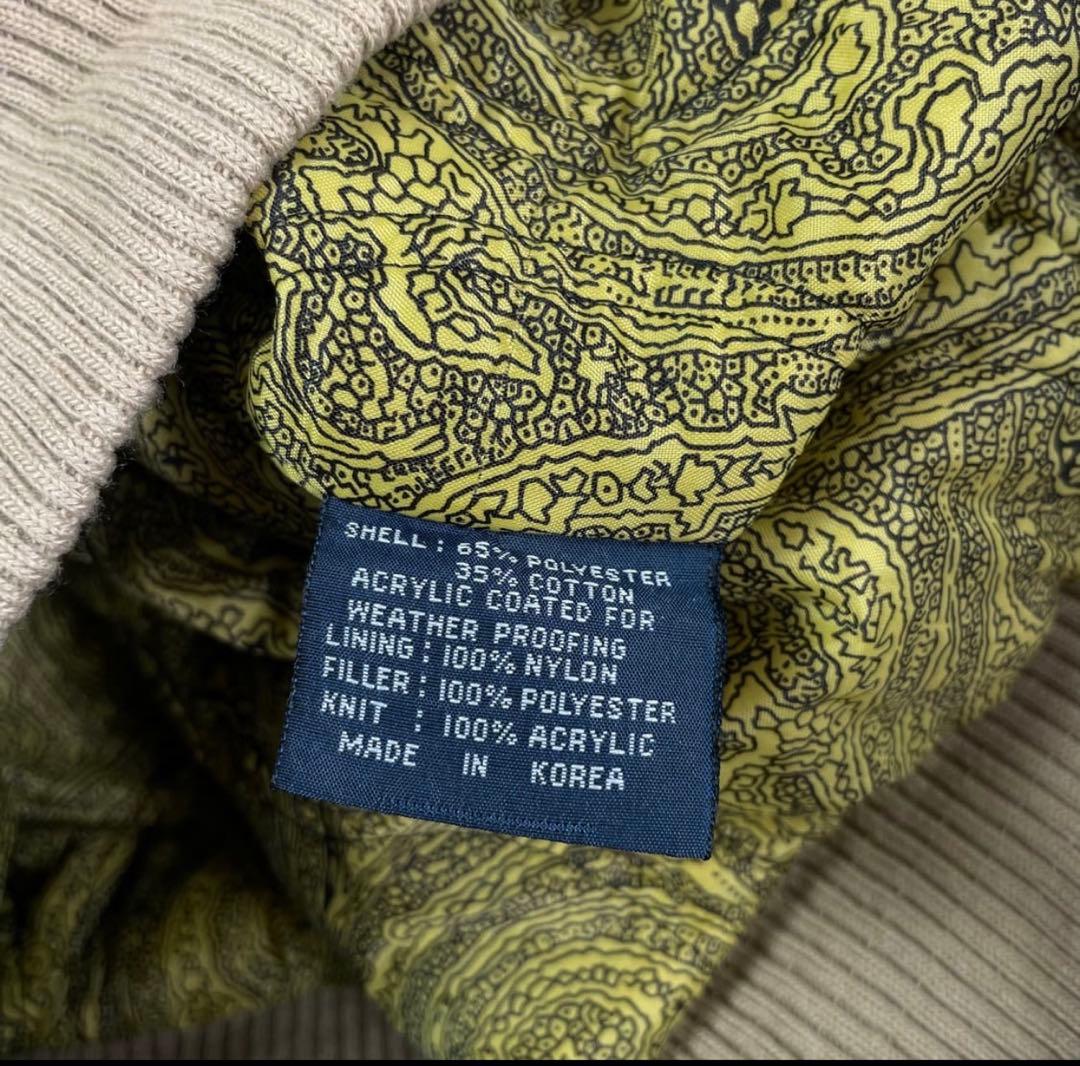 SHELL : 65% POLYESTER
35% COTTON
ACRYLIC COATED FOR
WEATHER PROOFING
LINING : 100% NYLON
FILLER : 100% POLYESTER
KNIT : 100% ACRYLIC
MADE IN KOREA